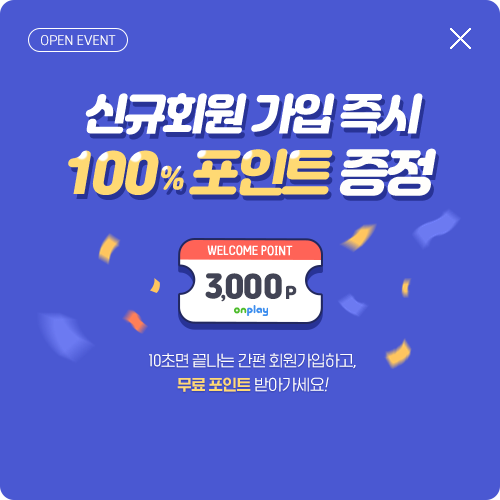 OPEN EVENT
신규회원 가입 즉시
100% 포인트 증정
WELCOME POINT
3,000P
onplay
10초면 끝나는 간편 회원가입하고,
무료 포인트 받아가세요!